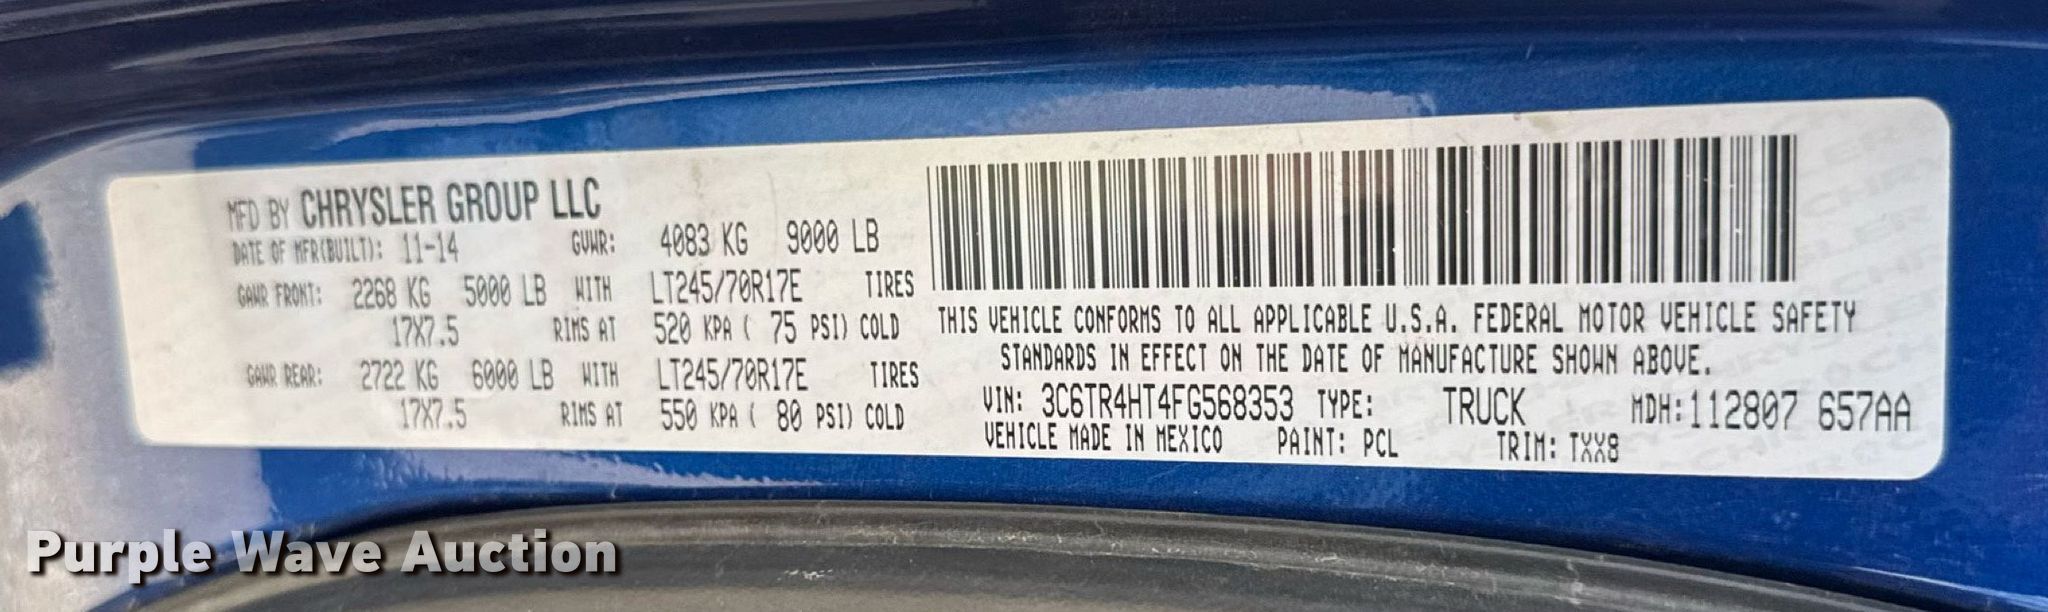 MFD BY CHRYSLER GROUP LLC
DATE OF MFR(BUILT): 11-14 GVWR: 4083 KG 9000 LB
GAWR FRONT: 2268 KG 5000 LB WITH LT245/70R17E TIRES
17X7.5 RIMS AT 520 KPA ( 75 PSI) COLD
GAWR REAR: 2722 KG 6000 LB WITH LT245/70R17E TIRES
17X7.5 RIMS AT 550 KPA ( 80 PSI) COLD
THIS VEHICLE CONFORMS TO ALL APPLICABLE U.S.A. FEDERAL MOTOR VEHICLE SAFETY
STANDARDS IN EFFECT ON THE DATE OF MANUFACTURE SHOWN ABOVE.
VIN: 3C6TR4HT4FG568353 TYPE: TRUCK MDH:112807 657AA
VEHICLE MADE IN MEXICO PAINT: PCL TRIM: TXX8
Purple Wave Auction